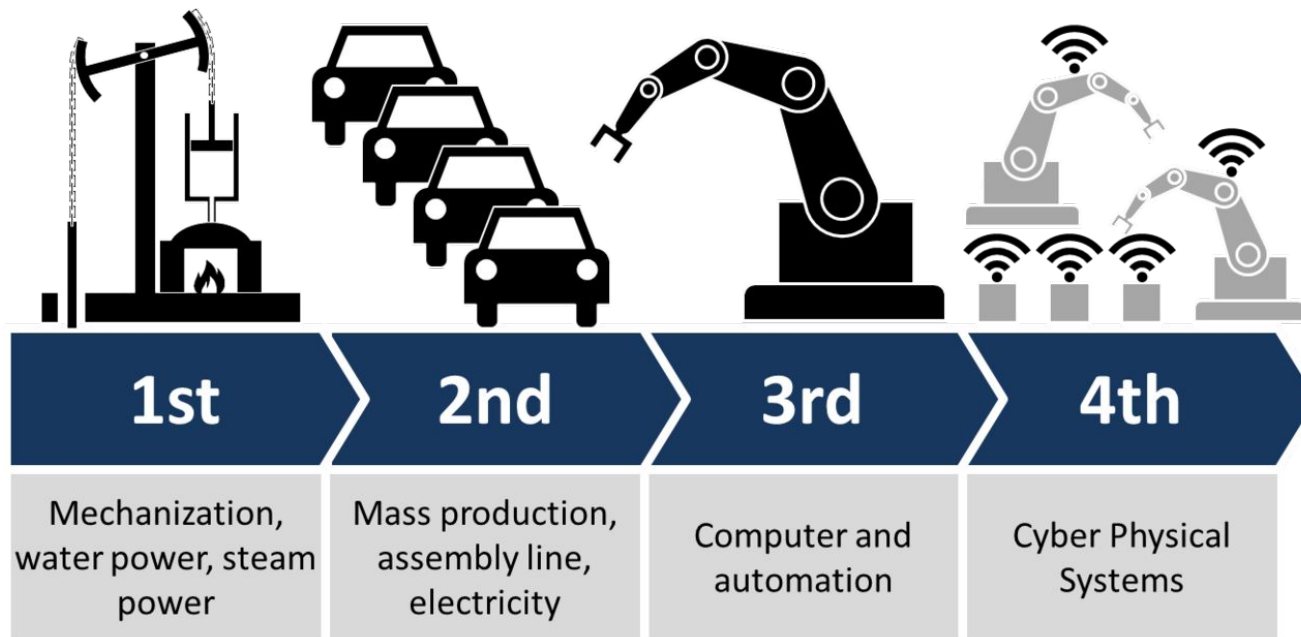 1st
2nd
3rd
4th
Mechanization,
water power, steam
power
Mass production,
assembly line,
electricity
Computer and
automation
Cyber Physical
Systems